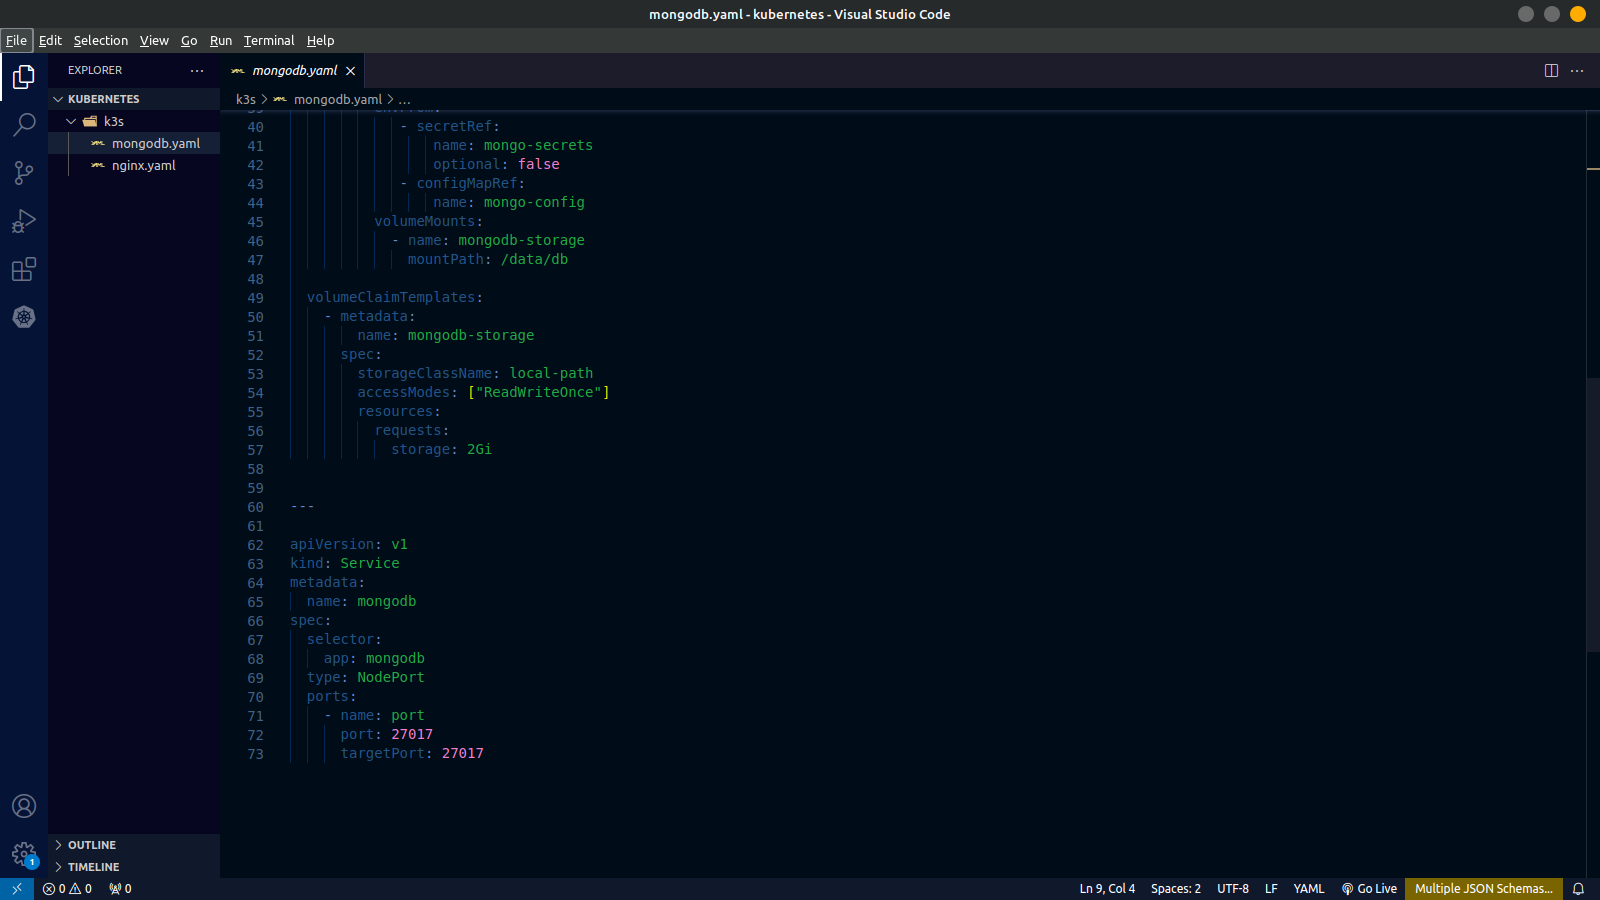 mongodb.yaml - kubernetes - Visual Studio Code
File Edit Selection View Go Run Terminal Help
EXPLORER ...
mongodb.yaml
KUBERNETES
k3s
mongodb.yaml
nginx.yaml
OUTLINE
TIMELINE
1
k3s > mongodb.yaml > ...
40 - secretRef:
41 name: mongo-secrets
42 optional: false
43 - configMapRef:
44 name: mongo-config
45 volumeMounts:
46 - name: mongodb-storage
47 mountPath: /data/db
48
49 volumeClaimTemplates:
50 - metadata:
51 name: mongodb-storage
52 spec:
53 storageClassName: local-path
54 accessModes: ["ReadWriteOnce"]
55 resources:
56 requests:
57 storage: 2Gi
58
59
60 ---
61
62 apiVersion: v1
63 kind: Service
64 metadata:
65 name: mongodb
66 spec:
67 selector:
68 app: mongodb
69 type: NodePort
70 ports:
71 - name: port
72 port: 27017
73 targetPort: 27017
0 0 0 Ln 9, Col 4 Spaces: 2 UTF-8 LF YAML Go Live Multiple JSON Schemas...